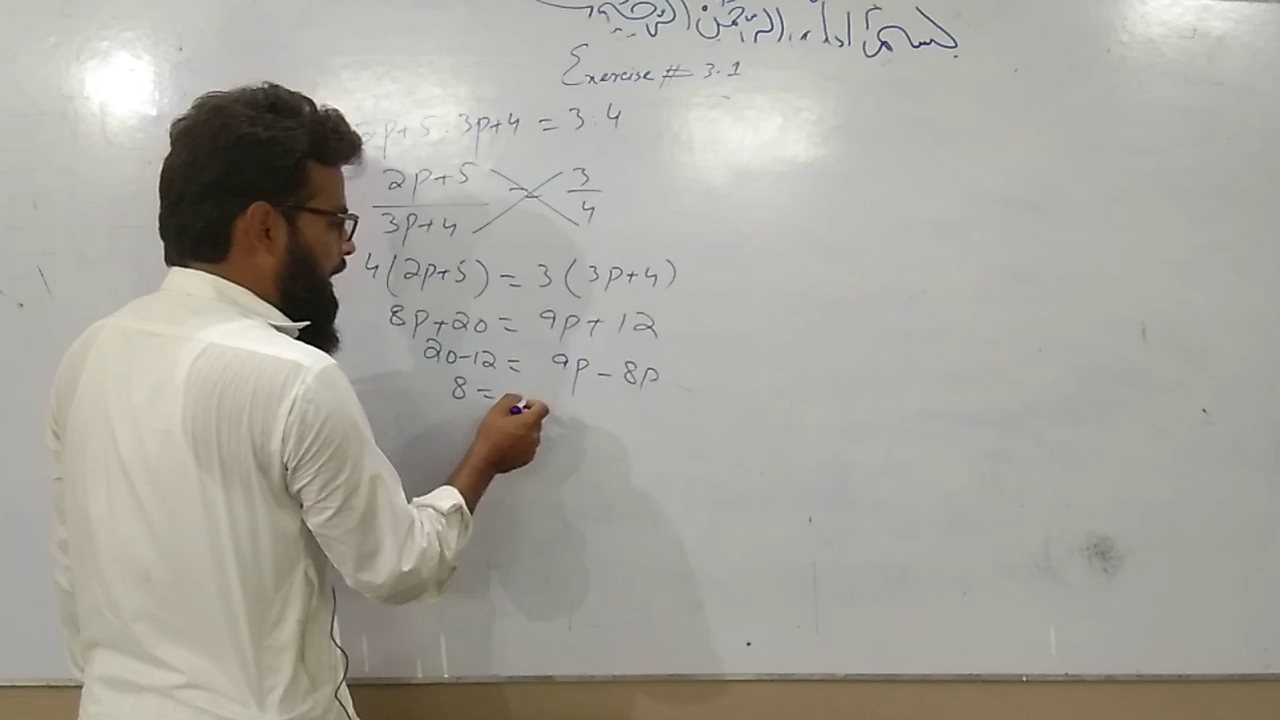 بسم اللہ الرحمٰن الرحیم
Exercise # 3.1
2p+5 : 3p+4 = 3 : 4
2p+5 / 3p+4 = 3 / 4
4(2p+5) = 3(3p+4)
8p+20 = 9p+12
20-12 = 9p-8p
8 =